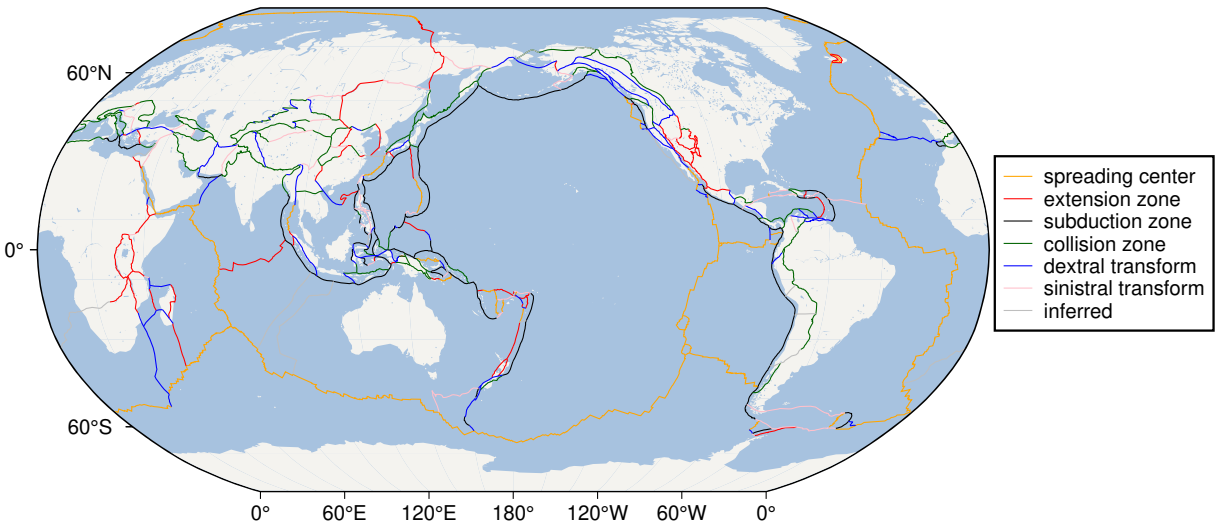 60°N
0°
60°S
0°
60°E
120°E
180°
120°W
60°W
0°
spreading center
extension zone
subduction zone
collision zone
dextral transform
sinistral transform
inferred